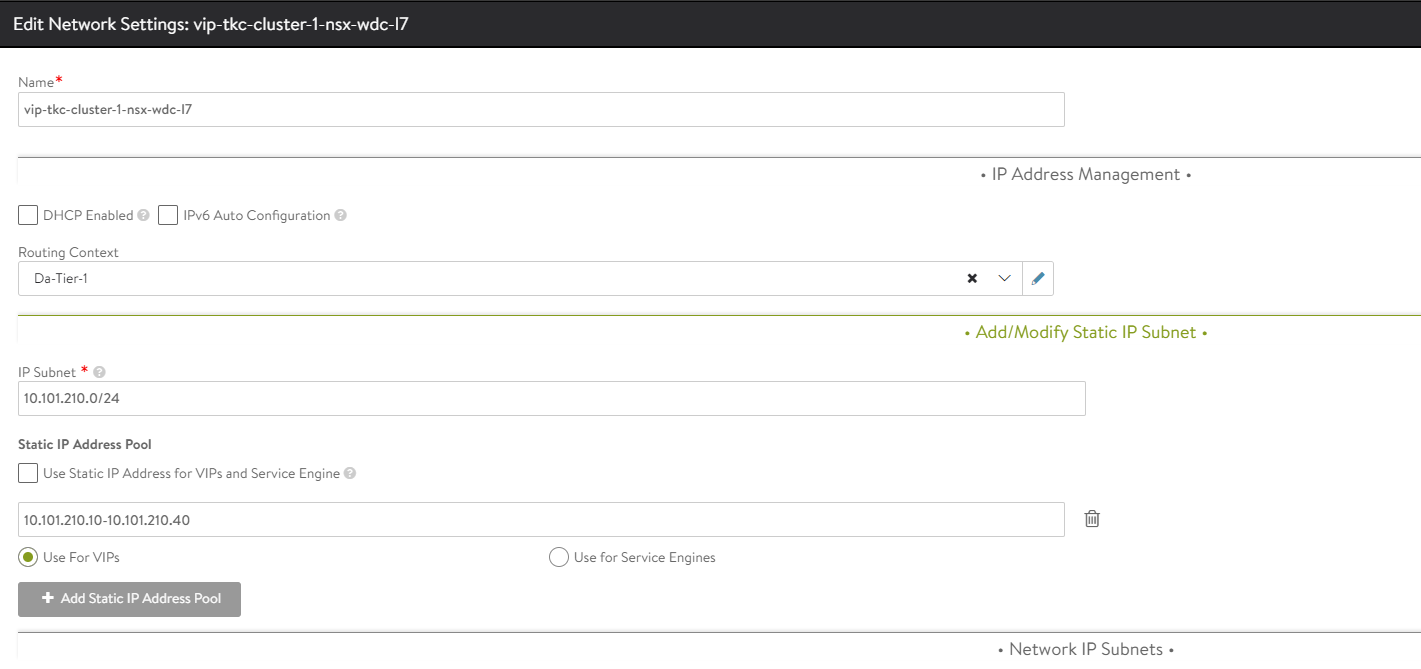 Edit Network Settings: vip-tkc-cluster-1-nsx-wdc-l7
Name*
vip-tkc-cluster-1-nsx-wdc-l7
• IP Address Management •
DHCP Enabled ? IPv6 Auto Configuration ?
Routing Context
Da-Tier-1
• Add/Modify Static IP Subnet •
IP Subnet * ?
10.101.210.0/24
Static IP Address Pool
Use Static IP Address for VIPs and Service Engine ?
10.101.210.10-10.101.210.40
Use For VIPs Use for Service Engines
+ Add Static IP Address Pool
• Network IP Subnets •